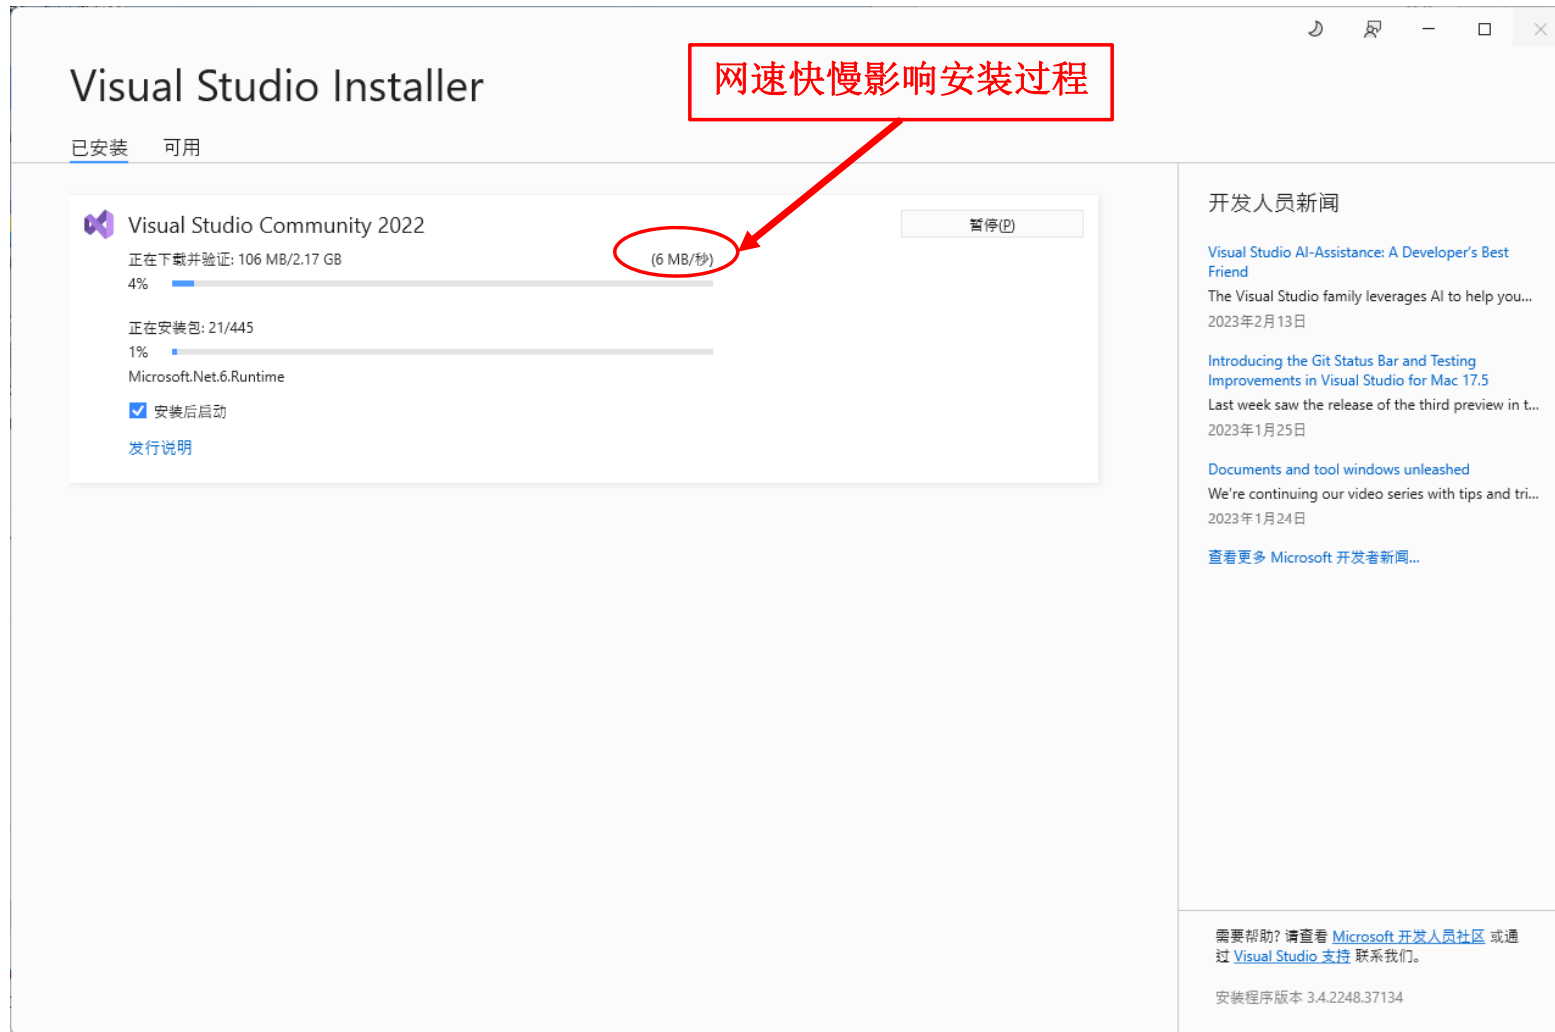 网速快慢影响安装过程
Visual Studio Installer
已安装 可用
Visual Studio Community 2022
暂停(P)
正在下载并验证: 106 MB/2.17 GB (6 MB/秒)
4%
正在安装包: 21/445
1%
Microsoft.Net.6.Runtime
安装后启动
发行说明
开发人员新闻
Visual Studio AI-Assistance: A Developer's Best
Friend
The Visual Studio family leverages AI to help you...
2023年2月13日
Introducing the Git Status Bar and Testing
Improvements in Visual Studio for Mac 17.5
Last week saw the release of the third preview in t...
2023年1月25日
Documents and tool windows unleashed
We're continuing our video series with tips and tri...
2023年1月24日
查看更多 Microsoft 开发者新闻...
需要帮助? 请查看 Microsoft 开发人员社区 或通
过 Visual Studio 支持 联系我们。
安装程序版本 3.4.2248.37134